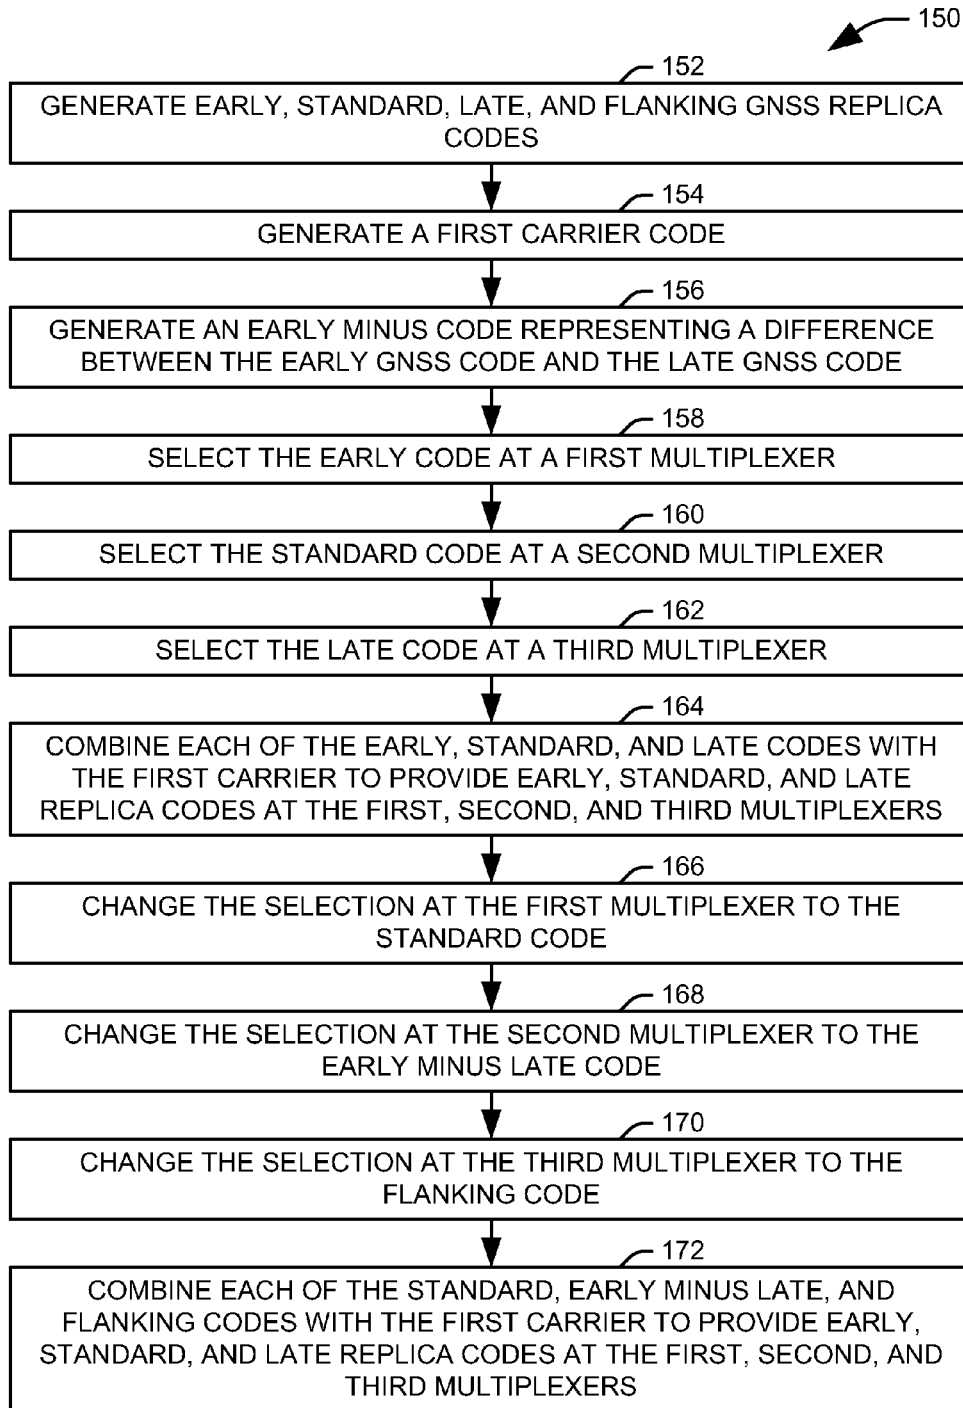 150
152
GENERATE EARLY, STANDARD, LATE, AND FLANKING GNSS REPLICA
CODES
154
GENERATE A FIRST CARRIER CODE
156
GENERATE AN EARLY MINUS CODE REPRESENTING A DIFFERENCE
BETWEEN THE EARLY GNSS CODE AND THE LATE GNSS CODE
158
SELECT THE EARLY CODE AT A FIRST MULTIPLEXER
160
SELECT THE STANDARD CODE AT A SECOND MULTIPLEXER
162
SELECT THE LATE CODE AT A THIRD MULTIPLEXER
164
COMBINE EACH OF THE EARLY, STANDARD, AND LATE CODES WITH
THE FIRST CARRIER TO PROVIDE EARLY, STANDARD, AND LATE
REPLICA CODES AT THE FIRST, SECOND, AND THIRD MULTIPLEXERS
166
CHANGE THE SELECTION AT THE FIRST MULTIPLEXER TO THE
STANDARD CODE
168
CHANGE THE SELECTION AT THE SECOND MULTIPLEXER TO THE
EARLY MINUS LATE CODE
170
CHANGE THE SELECTION AT THE THIRD MULTIPLEXER TO THE
FLANKING CODE
172
COMBINE EACH OF THE STANDARD, EARLY MINUS LATE, AND
FLANKING CODES WITH THE FIRST CARRIER TO PROVIDE EARLY,
STANDARD, AND LATE REPLICA CODES AT THE FIRST, SECOND, AND
THIRD MULTIPLEXERS